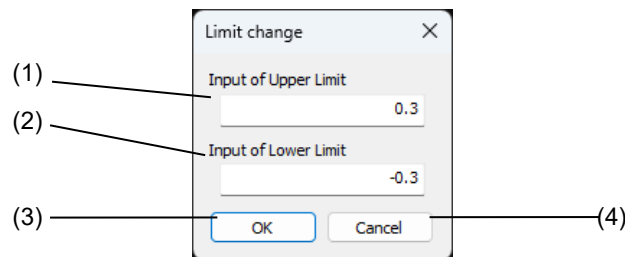 Limit change
(1)
Input of Upper Limit
0.3
(2)
Input of Lower Limit
-0.3
(3)
OK
Cancel
(4)